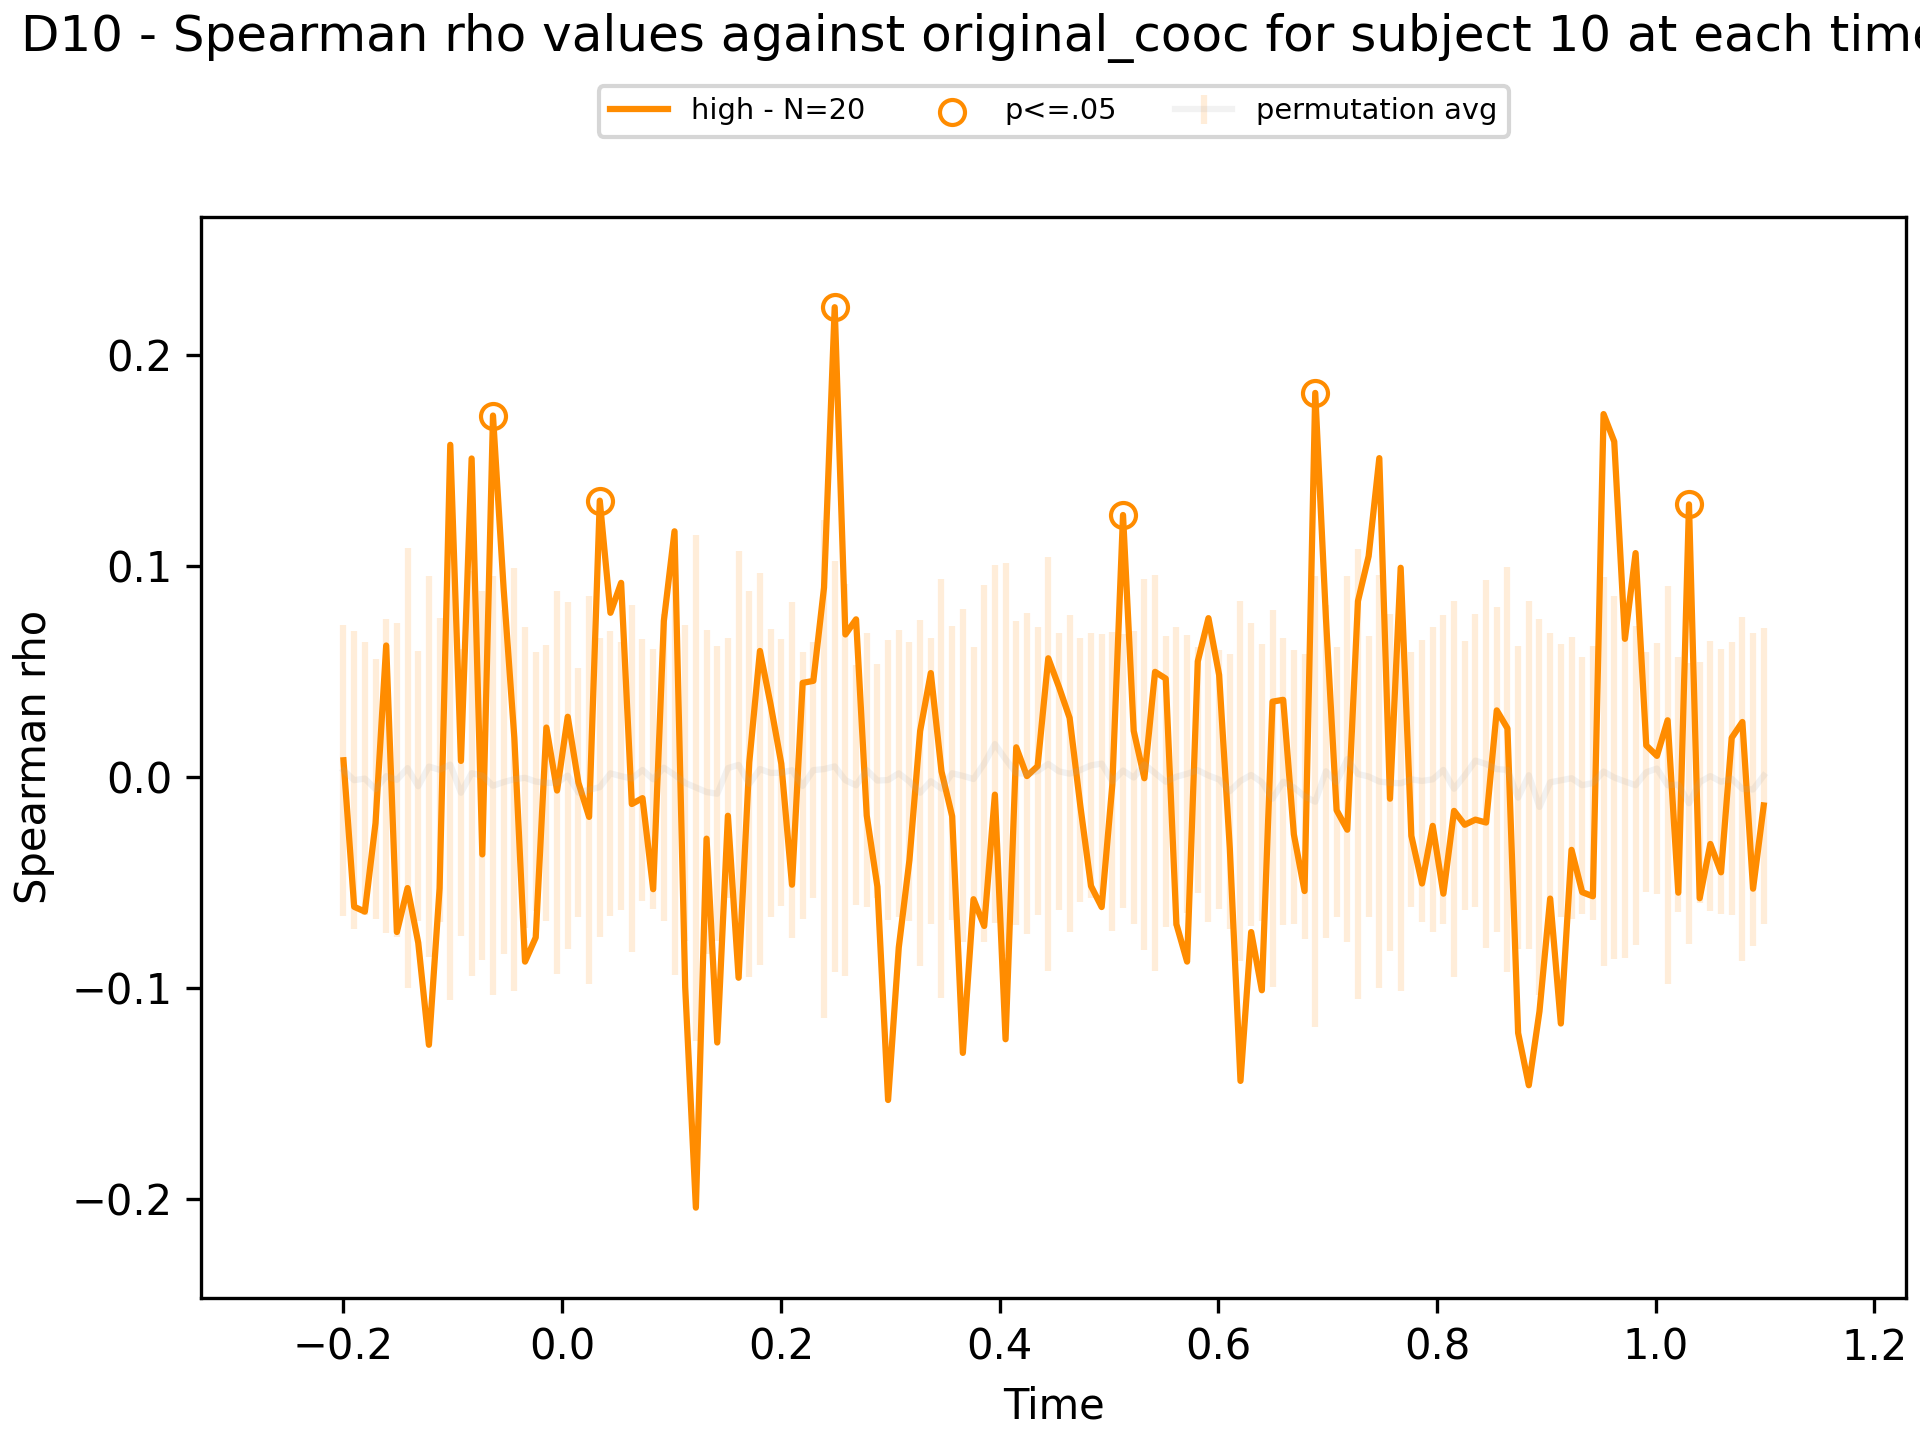 D10 - Spearman rho values against original_cooc for subject 10 at each time
high - N=20 p<=.05 permutation avg
Spearman rho
0.2
0.1
0.0
−0.1
−0.2
−0.2 0.0 0.2 0.4 0.6 0.8 1.0 1.2
Time